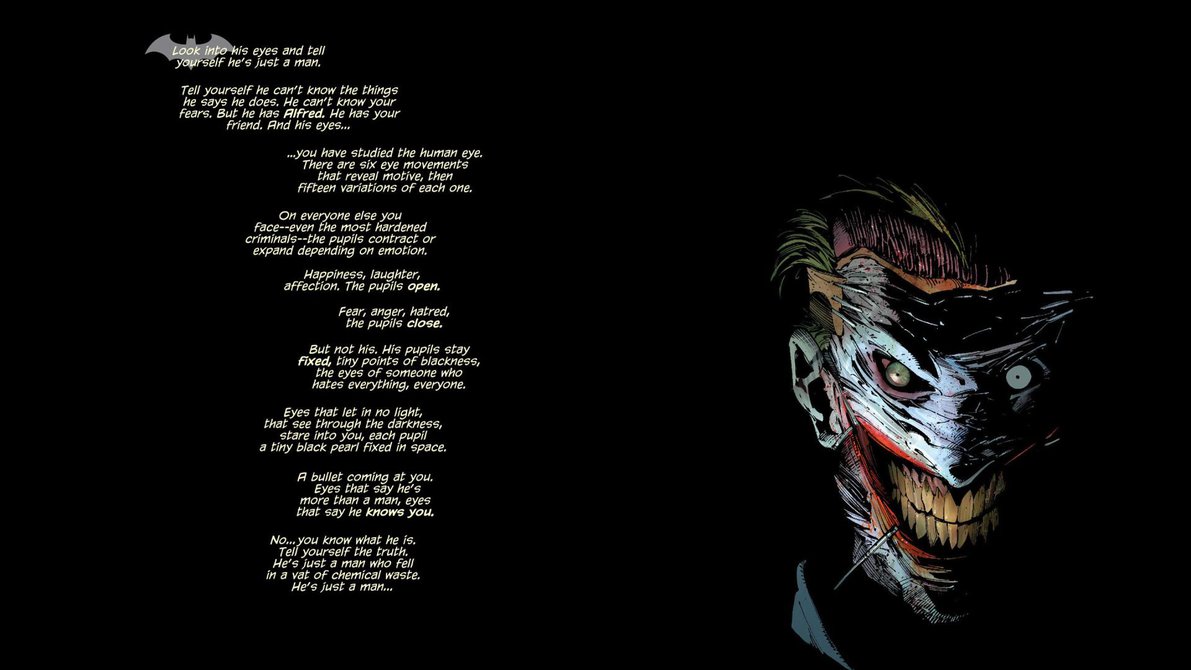 Look into his eyes and tell
yourself he's just a man.
Tell yourself he can't know the things
he says he does. He can't know your
fears. But he has Alfred. He has your
friend. And his eyes...
...you have studied the human eye.
There are six eye movements
that reveal motive, then
fifteen variations of each one.
On everyone else you
face--even the most hardened
criminals--the pupils contract or
expand depending on emotion.
Happiness, laughter,
affection. The pupils open.
Fear, anger, hatred,
the pupils close.
But not his. His pupils stay
fixed, tiny points of blackness,
the eyes of someone who
hates everything, everyone.
Eyes that let in no light,
that see through the darkness,
stare into you, each pupil
a tiny black pearl fixed in space.
A bullet coming at you.
Eyes that say he's
more than a man, eyes
that say he knows you.
No...you know what he is.
Tell yourself the truth.
He's just a man who fell
in a vat of chemical waste.
He's just a man...